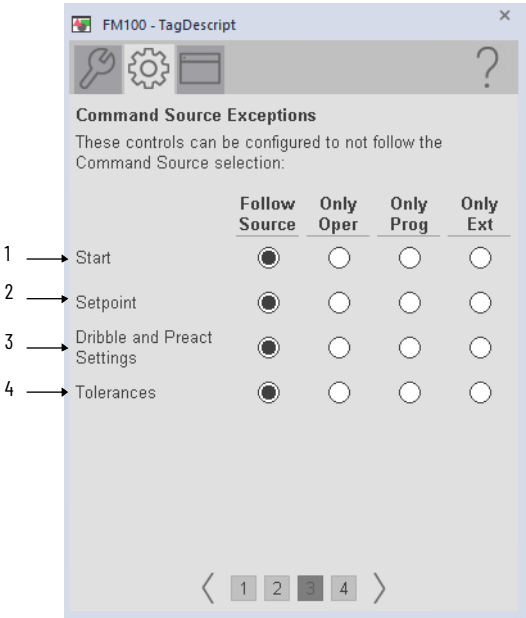 FM100 - TagDescript
Command Source Exceptions
These controls can be configured to not follow the
Command Source selection:
Follow Source Only Oper Only Prog Only Ext
1 Start
2 Setpoint
3 Dribble and Preact Settings
4 Tolerances
1 2 3 4